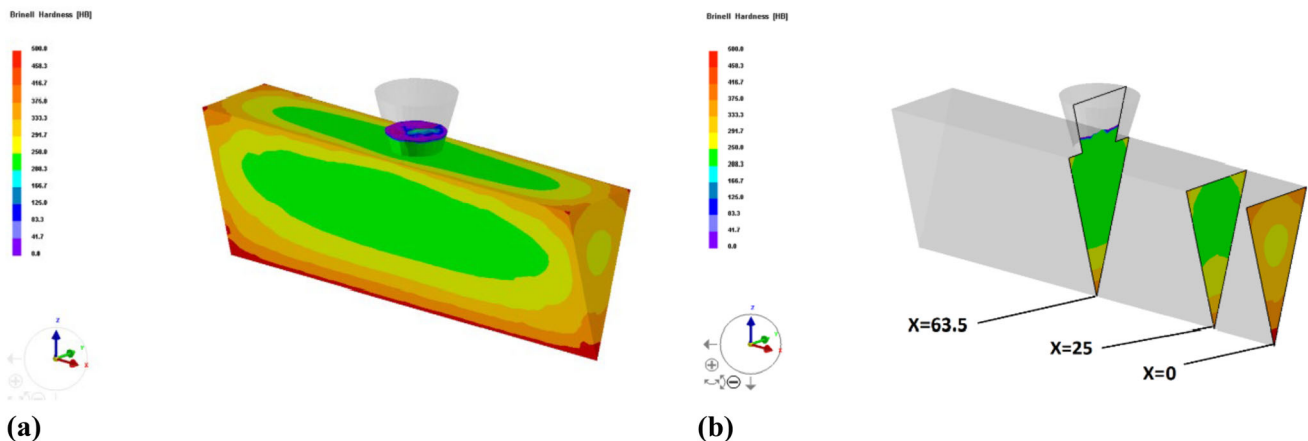 Brinell Hardness [HB]
500.0
458.3
416.7
375.0
333.3
291.7
250.0
208.3
166.7
125.0
83.3
41.7
0.0
Z
Y
X
(a)
Brinell Hardness [HB]
500.0
458.3
416.7
375.0
333.3
291.7
250.0
208.3
166.7
125.0
83.3
41.7
0.0
X=63.5
X=25
X=0
Z
Y
X
(b)